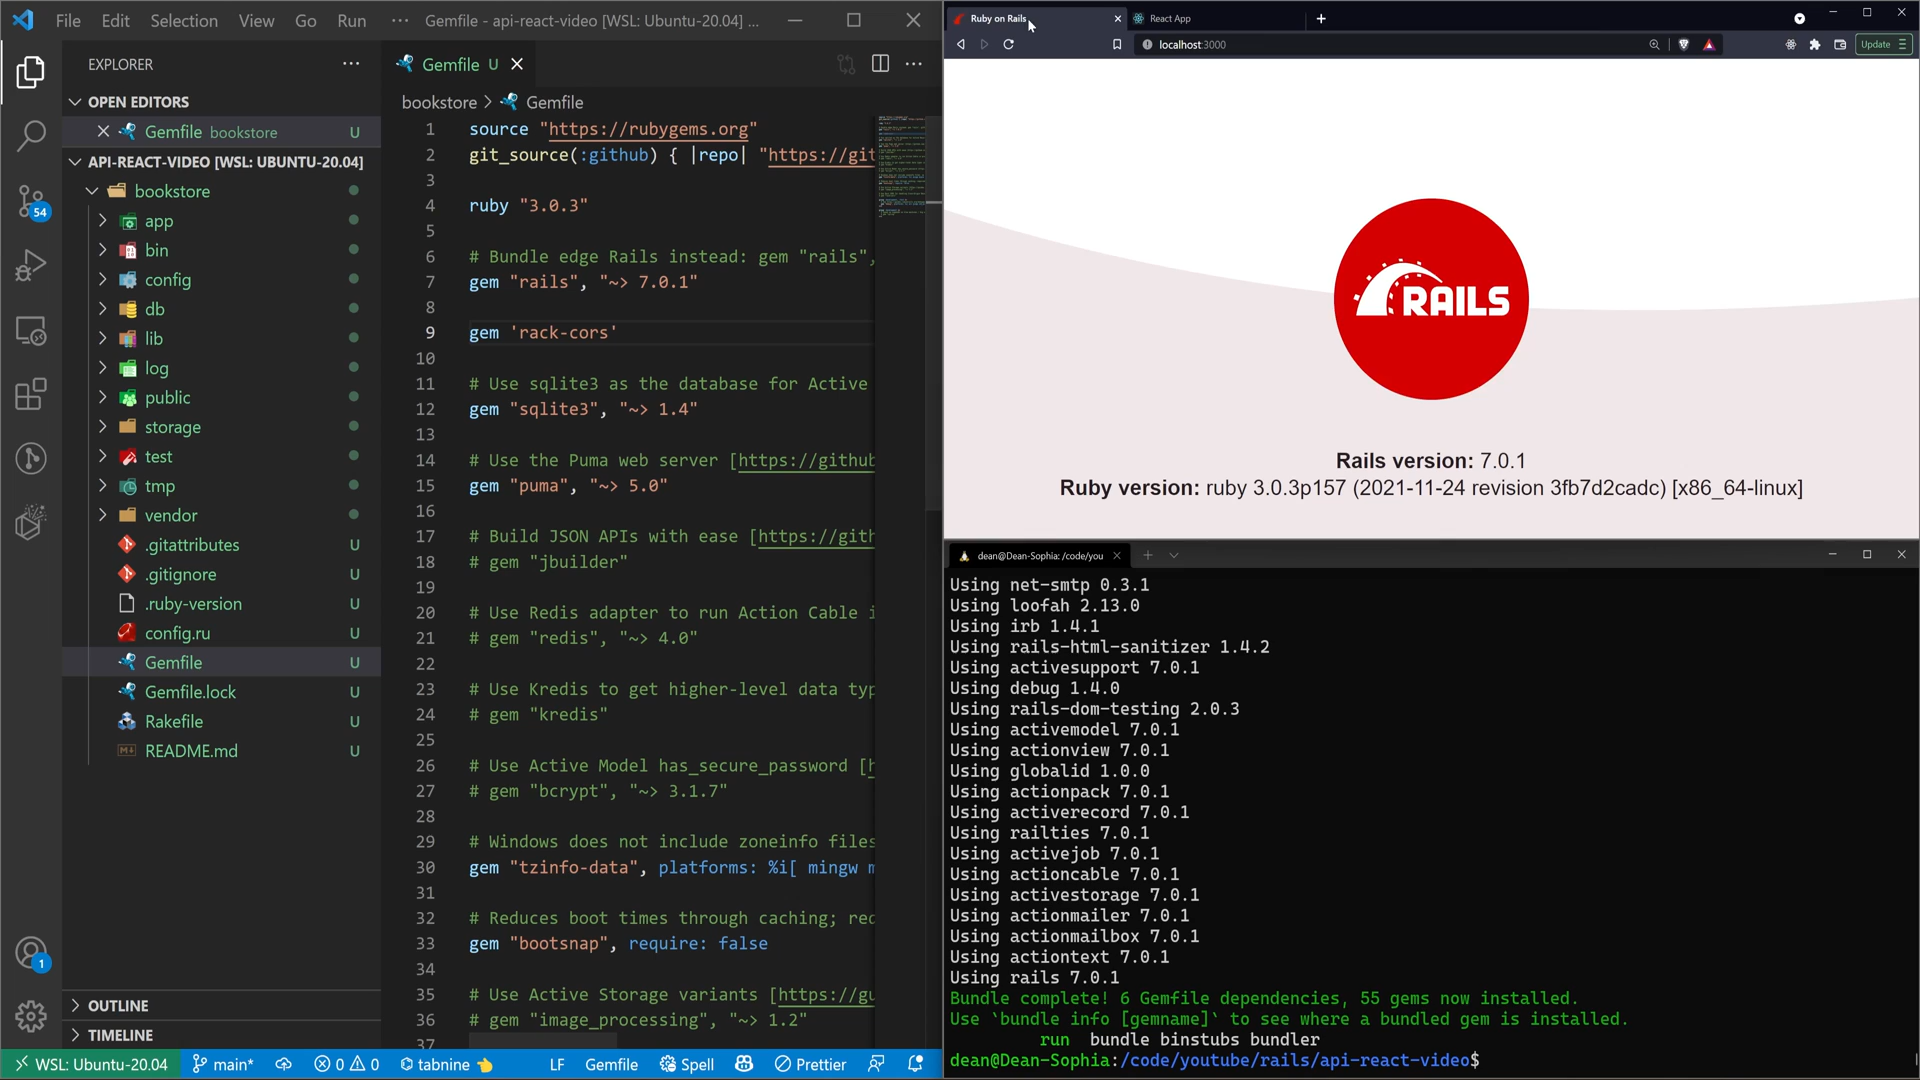 File Edit Selection View Go Run ··· Gemfile - api-react-video [WSL: Ubuntu-20.04] ...
EXPLORER
OPEN EDITORS
Gemfile bookstore U
API-REACT-VIDEO [WSL: UBUNTU-20.04]
bookstore
app
bin
config
db
lib
log
public
storage
test
tmp
vendor
.gitattributes U
.gitignore U
.ruby-version U
config.ru U
Gemfile U
Gemfile.lock U
Rakefile U
README.md U
OUTLINE
TIMELINE
54
1
Gemfile U
bookstore > Gemfile
1 source "https://rubygems.org"
2 git_source(:github) { |repo| "https://git
3
4 ruby "3.0.3"
5
6 # Bundle edge Rails instead: gem "rails",
7 gem "rails", "~> 7.0.1"
8
9 gem 'rack-cors'
10
11 # Use sqlite3 as the database for Active
12 gem "sqlite3", "~> 1.4"
13
14 # Use the Puma web server [https://github
15 gem "puma", "~> 5.0"
16
17 # Build JSON APIs with ease [https://gith
18 # gem "jbuilder"
19
20 # Use Redis adapter to run Action Cable i
21 # gem "redis", "~> 4.0"
22
23 # Use Kredis to get higher-level data typ
24 # gem "kredis"
25
26 # Use Active Model has_secure_password [h
27 # gem "bcrypt", "~> 3.1.7"
28
29 # Windows does not include zoneinfo files
30 gem "tzinfo-data", platforms: %i[ mingw m
31
32 # Reduces boot times through caching; rec
33 gem "bootsnap", require: false
34
35 # Use Active Storage variants [https://gu
36 # gem "image_processing", "~> 1.2"
37
WSL: Ubuntu-20.04 main* 0 0 tabnine LF Gemfile Spell Prettier
Ruby on Rails
React App
localhost:3000
Update
RAILS
Rails version: 7.0.1
Ruby version: ruby 3.0.3p157 (2021-11-24 revision 3fb7d2cadc) [x86_64-linux]
dean@Dean-Sophia: /code/you
Using net-smtp 0.3.1
Using loofah 2.13.0
Using irb 1.4.1
Using rails-html-sanitizer 1.4.2
Using activesupport 7.0.1
Using debug 1.4.0
Using rails-dom-testing 2.0.3
Using activemodel 7.0.1
Using actionview 7.0.1
Using globalid 1.0.0
Using actionpack 7.0.1
Using activerecord 7.0.1
Using railties 7.0.1
Using activejob 7.0.1
Using actioncable 7.0.1
Using activestorage 7.0.1
Using actionmailer 7.0.1
Using actionmailbox 7.0.1
Using actiontext 7.0.1
Using rails 7.0.1
Bundle complete! 6 Gemfile dependencies, 55 gems now installed.
Use `bundle info [gemname]` to see where a bundled gem is installed.
run bundle binstubs bundler
dean@Dean-Sophia:/code/youtube/rails/api-react-video$